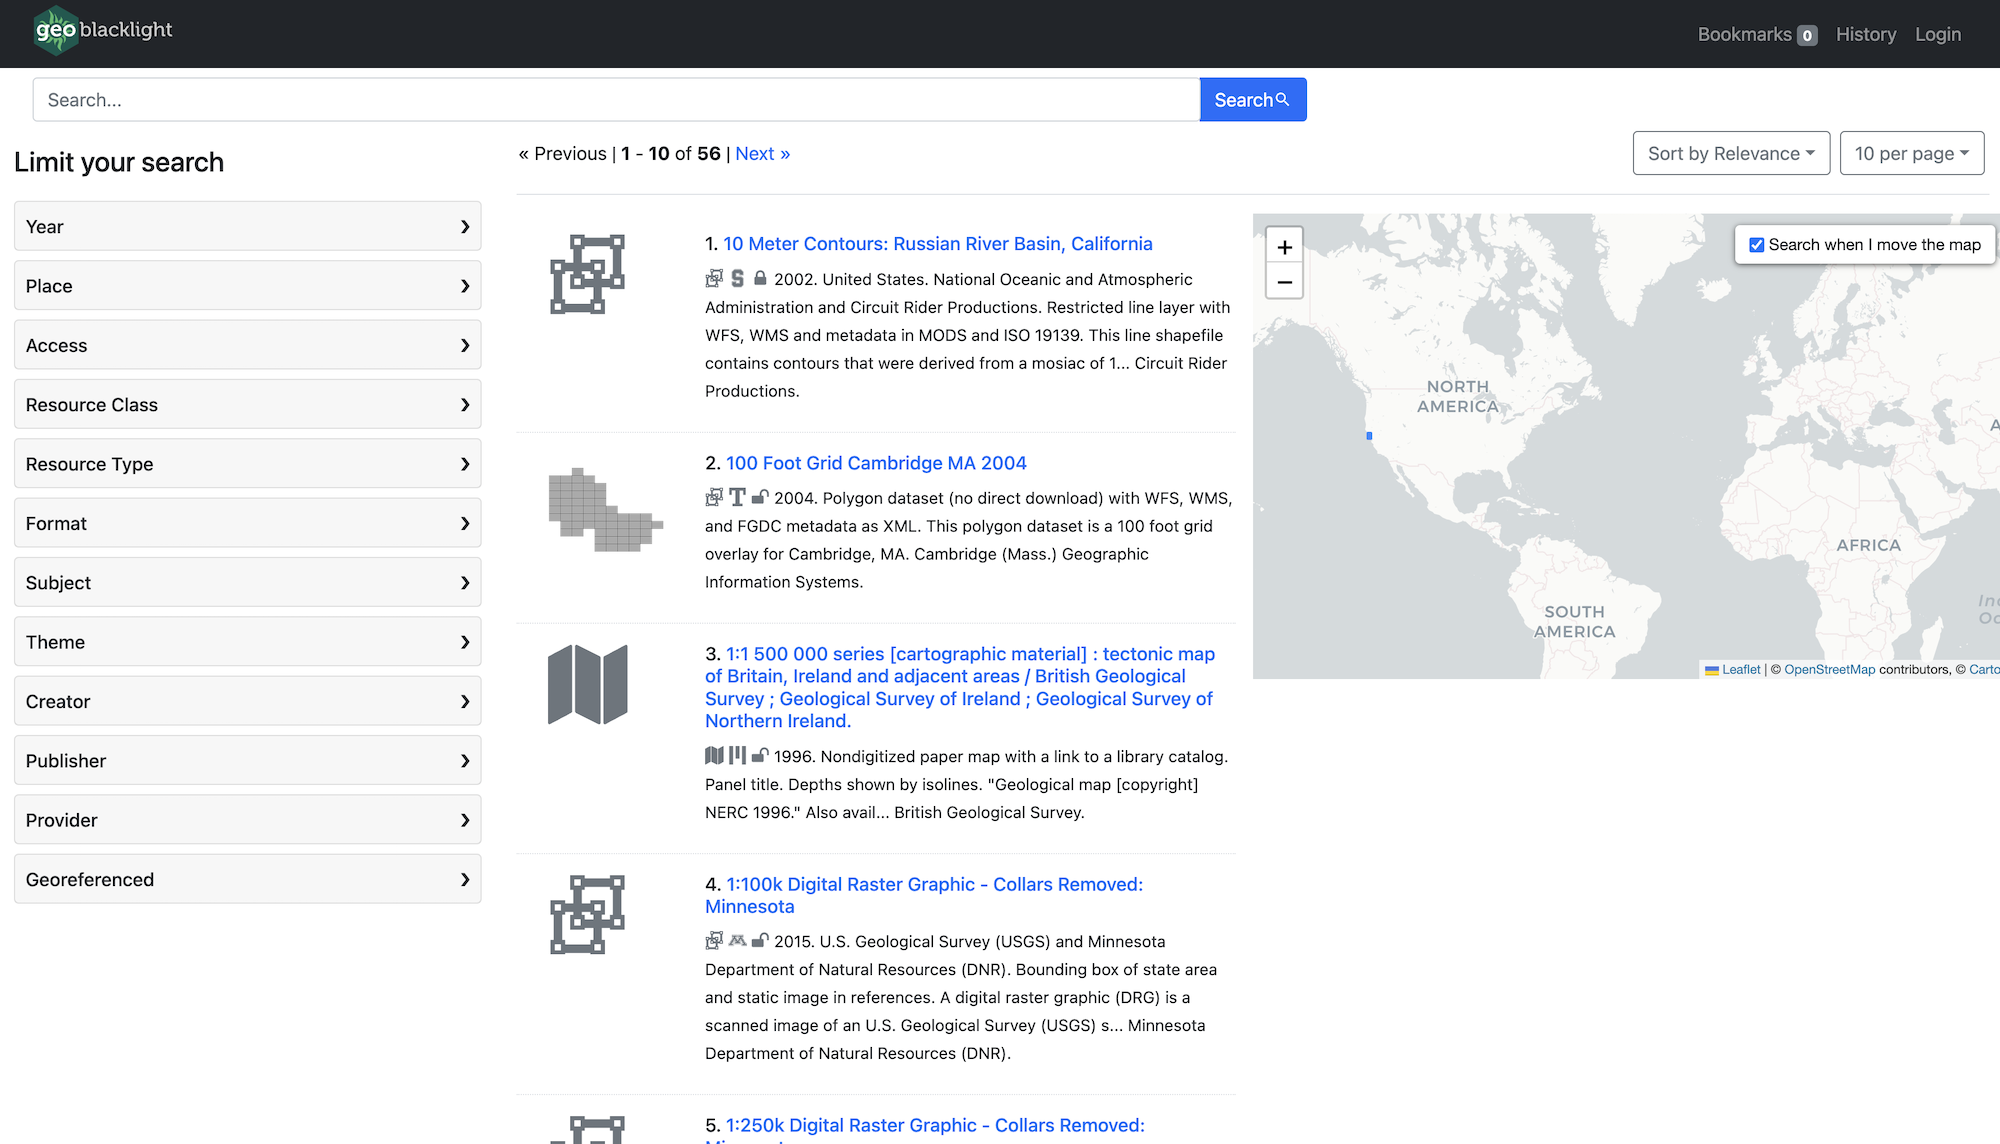 geoblacklight
Bookmarks 0 History Login
Search...
Search
Limit your search
Year
Place
Access
Resource Class
Resource Type
Format
Subject
Theme
Creator
Publisher
Provider
Georeferenced
« Previous | 1 - 10 of 56 | Next »
Sort by Relevance
10 per page
1. 10 Meter Contours: Russian River Basin, California
2002. United States. National Oceanic and Atmospheric
Administration and Circuit Rider Productions. Restricted line layer with
WFS, WMS and metadata in MODS and ISO 19139. This line shapefile
contains contours that were derived from a mosiac of 1... Circuit Rider
Productions.
2. 100 Foot Grid Cambridge MA 2004
2004. Polygon dataset (no direct download) with WFS, WMS,
and FGDC metadata as XML. This polygon dataset is a 100 foot grid
overlay for Cambridge, MA. Cambridge (Mass.) Geographic
Information Systems.
3. 1:1 500 000 series [cartographic material] : tectonic map
of Britain, Ireland and adjacent areas / British Geological
Survey ; Geological Survey of Ireland ; Geological Survey of
Northern Ireland.
1996. Nondigitized paper map with a link to a library catalog.
Panel title. Depths shown by isolines. "Geological map [copyright]
NERC 1996." Also avail... British Geological Survey.
4. 1:100k Digital Raster Graphic - Collars Removed:
Minnesota
2015. U.S. Geological Survey (USGS) and Minnesota
Department of Natural Resources (DNR). Bounding box of state area
and static image in references. A digital raster graphic (DRG) is a
scanned image of an U.S. Geological Survey (USGS) s... Minnesota
Department of Natural Resources (DNR).
5. 1:250k Digital Raster Graphic - Collars Removed:
+
−
Search when I move the map
NORTH
AMERICA
AFRICA
SOUTH
AMERICA
Leaflet | © OpenStreetMap contributors, © Carto